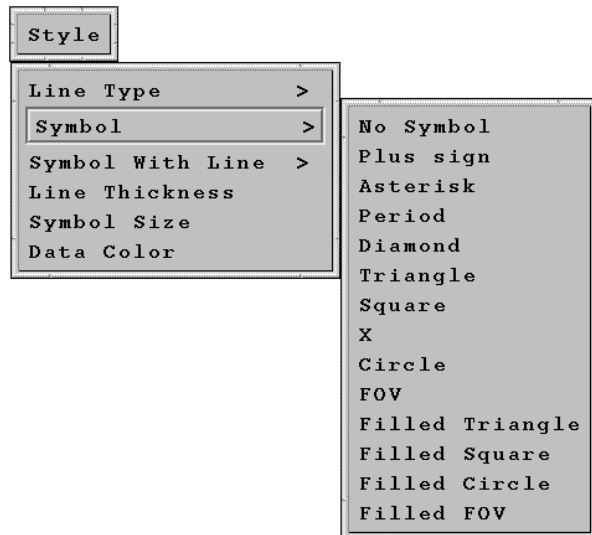 Style
Line Type >
Symbol >
Symbol With Line >
Line Thickness
Symbol Size
Data Color
No Symbol
Plus sign
Asterisk
Period
Diamond
Triangle
Square
X
Circle
FOV
Filled Triangle
Filled Square
Filled Circle
Filled FOV